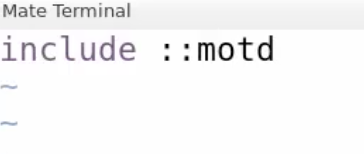 Mate Terminal
include ::motd
~
~